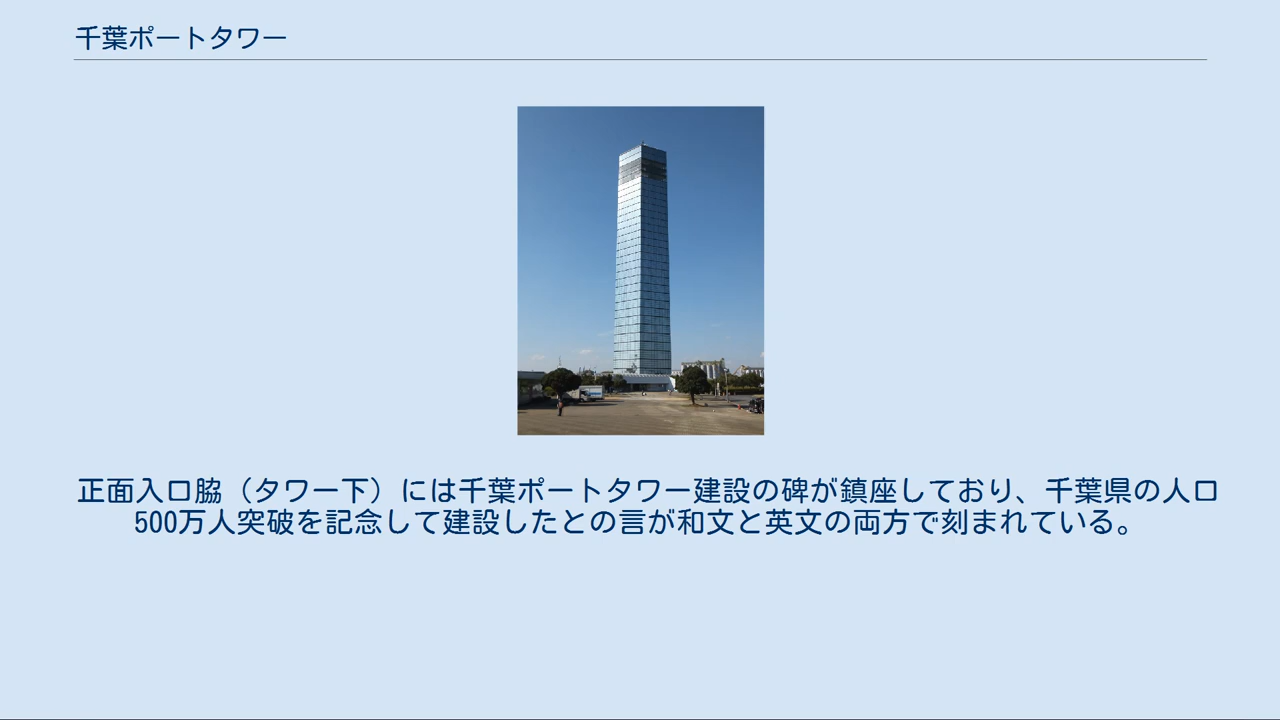 千葉ポートタワー
正面入口脇（タワー下）には千葉ポートタワー建設の碑が鎮座しており、千葉県の人口
500万人突破を記念して建設したとの言が和文と英文の両方で刻まれている。